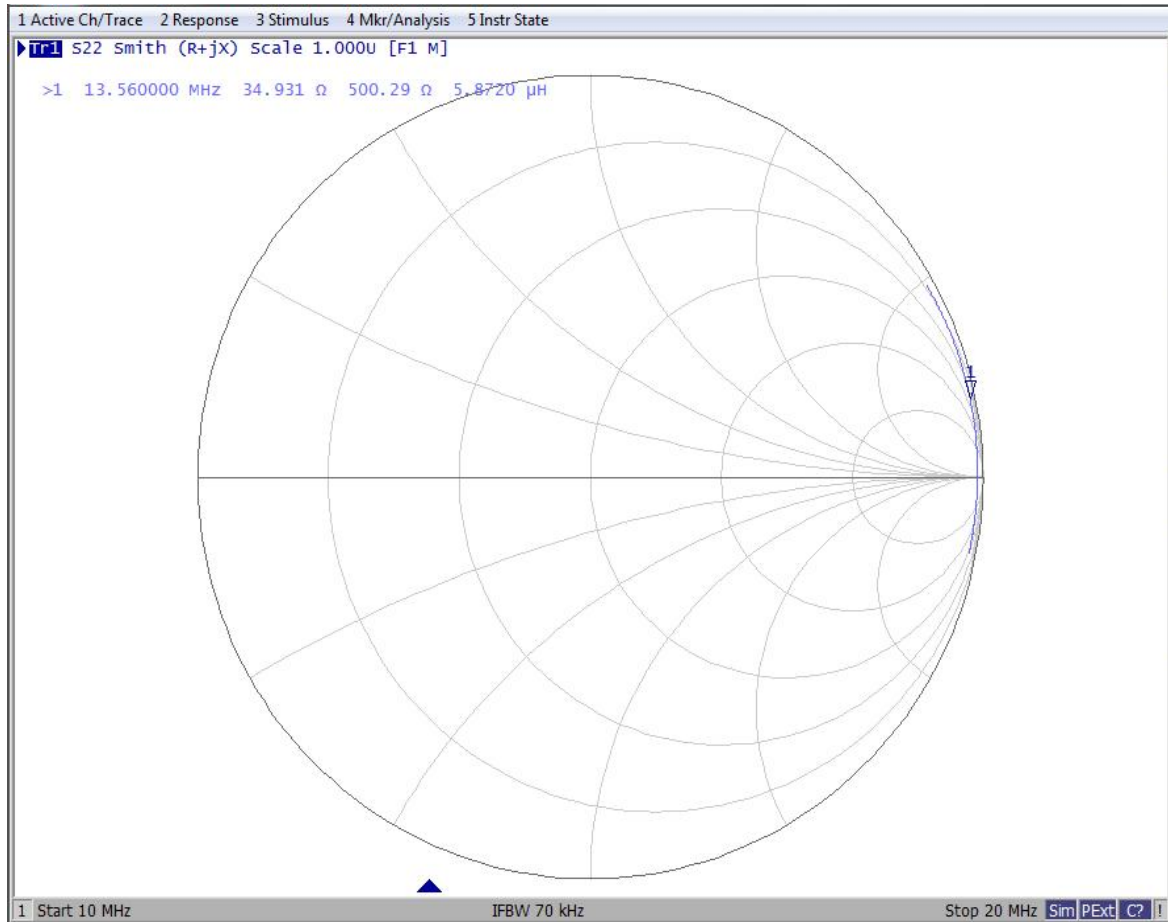 1 Active Ch/Trace 2 Response 3 Stimulus 4 Mkr/Analysis 5 Instr State
Tr1 S22 Smith (R+jX) Scale 1.000U [F1 M]
>1 13.560000 MHz 34.931 Ω 500.29 Ω 5.8720 µH
1
1 Start 10 MHz IFBW 70 kHz Stop 20 MHz Sim PExt C? !